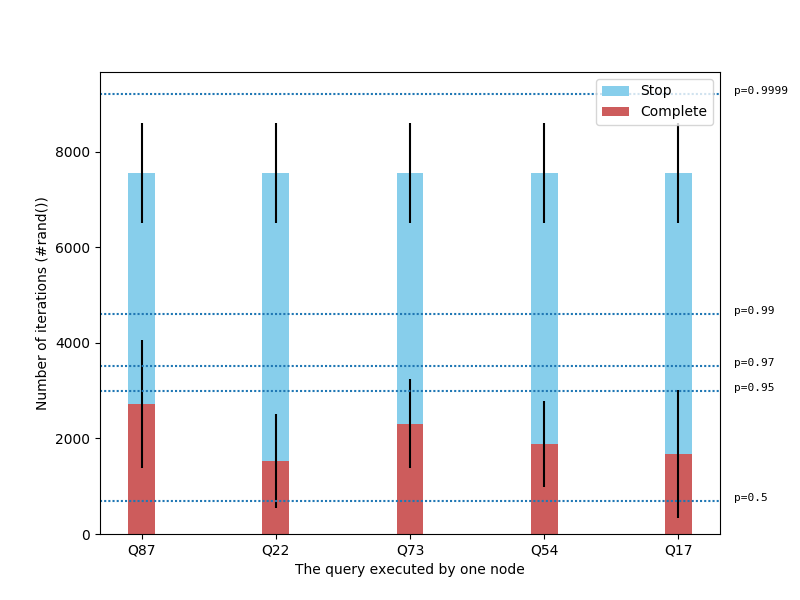 Stop
Complete
p=0.9999
p=0.99
p=0.97
p=0.95
p=0.5
Number of iterations (#rand())
8000
6000
4000
2000
0
Q87 Q22 Q73 Q54 Q17
The query executed by one node